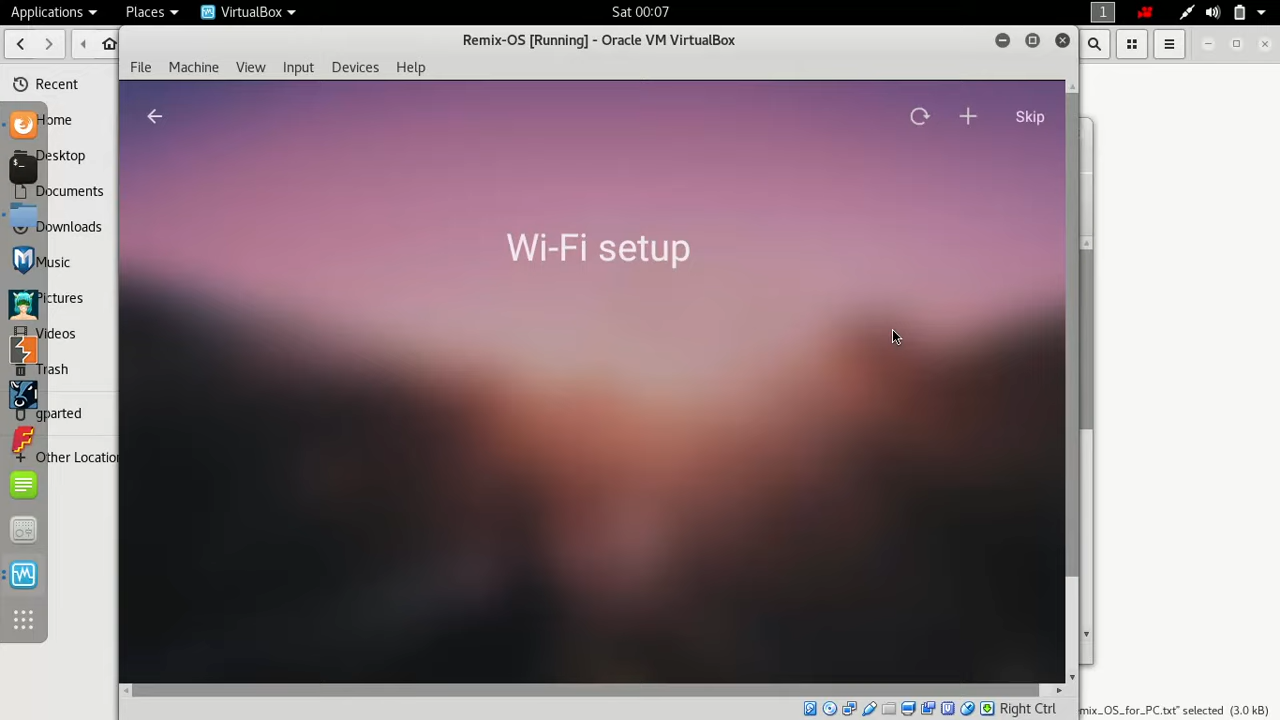 Applications
Places
VirtualBox
Sat 00:07
1
Remix-OS [Running] - Oracle VM VirtualBox
File
Machine
View
Input
Devices
Help
Recent
Home
Desktop
Documents
Downloads
Music
Pictures
Videos
Trash
gparted
Other Locatio
Skip
Wi-Fi setup
Right Ctrl
mix_OS_for_PC.txt" selected (3.0 kB)